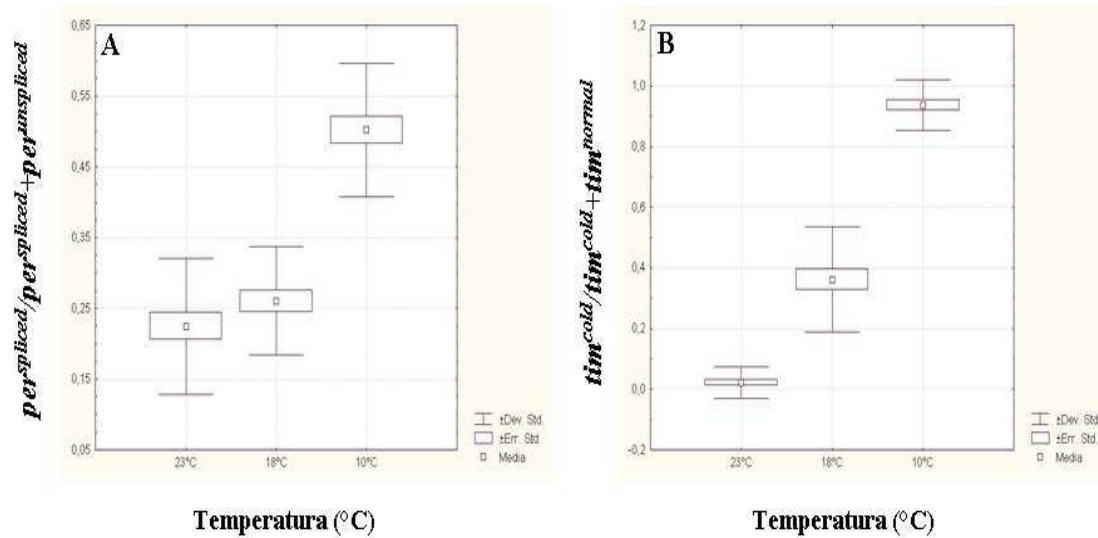 A
per^spliced/per^spliced+per^unspliced
0,65
0,55
0,45
0,35
0,25
0,15
0,05
23°C 18°C 10°C
±Dev. Std.
±Err. Std.
Media
Temperatura (°C)
B
tim^cold/tim^cold+tim^normal
1,2
1,0
0,8
0,6
0,4
0,2
0,0
-0,2
23°C 18°C 10°C
±Dev. Std.
±Err. Std.
Media
Temperatura (°C)